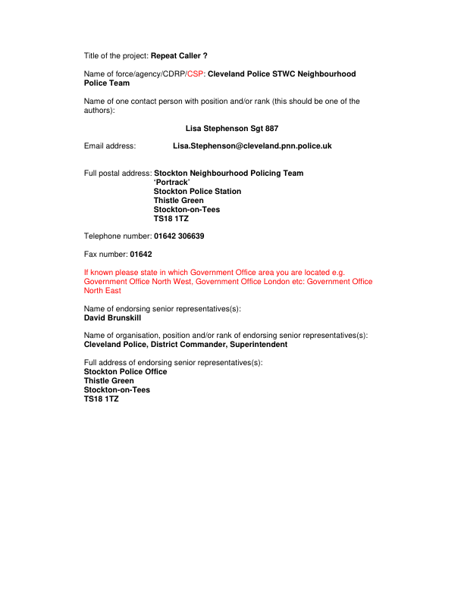 Title of the project: Repeat Caller ?
Name of force/agency/CDRP/CSP: Cleveland Police STWC Neighbourhood
Police Team
Name of one contact person with position and/or rank (this should be one of the
authors):
Lisa Stephenson Sgt 887
Email address: Lisa.Stephenson@cleveland.pnn.police.uk
Full postal address: Stockton Neighbourhood Policing Team
'Portrack'
Stockton Police Station
Thistle Green
Stockton-on-Tees
TS18 1TZ
Telephone number: 01642 306639
Fax number: 01642
If known please state in which Government Office area you are located e.g.
Government Office North West, Government Office London etc: Government Office
North East
Name of endorsing senior representatives(s):
David Brunskill
Name of organisation, position and/or rank of endorsing senior representatives(s):
Cleveland Police, District Commander, Superintendent
Full address of endorsing senior representatives(s):
Stockton Police Office
Thistle Green
Stockton-on-Tees
TS18 1TZ